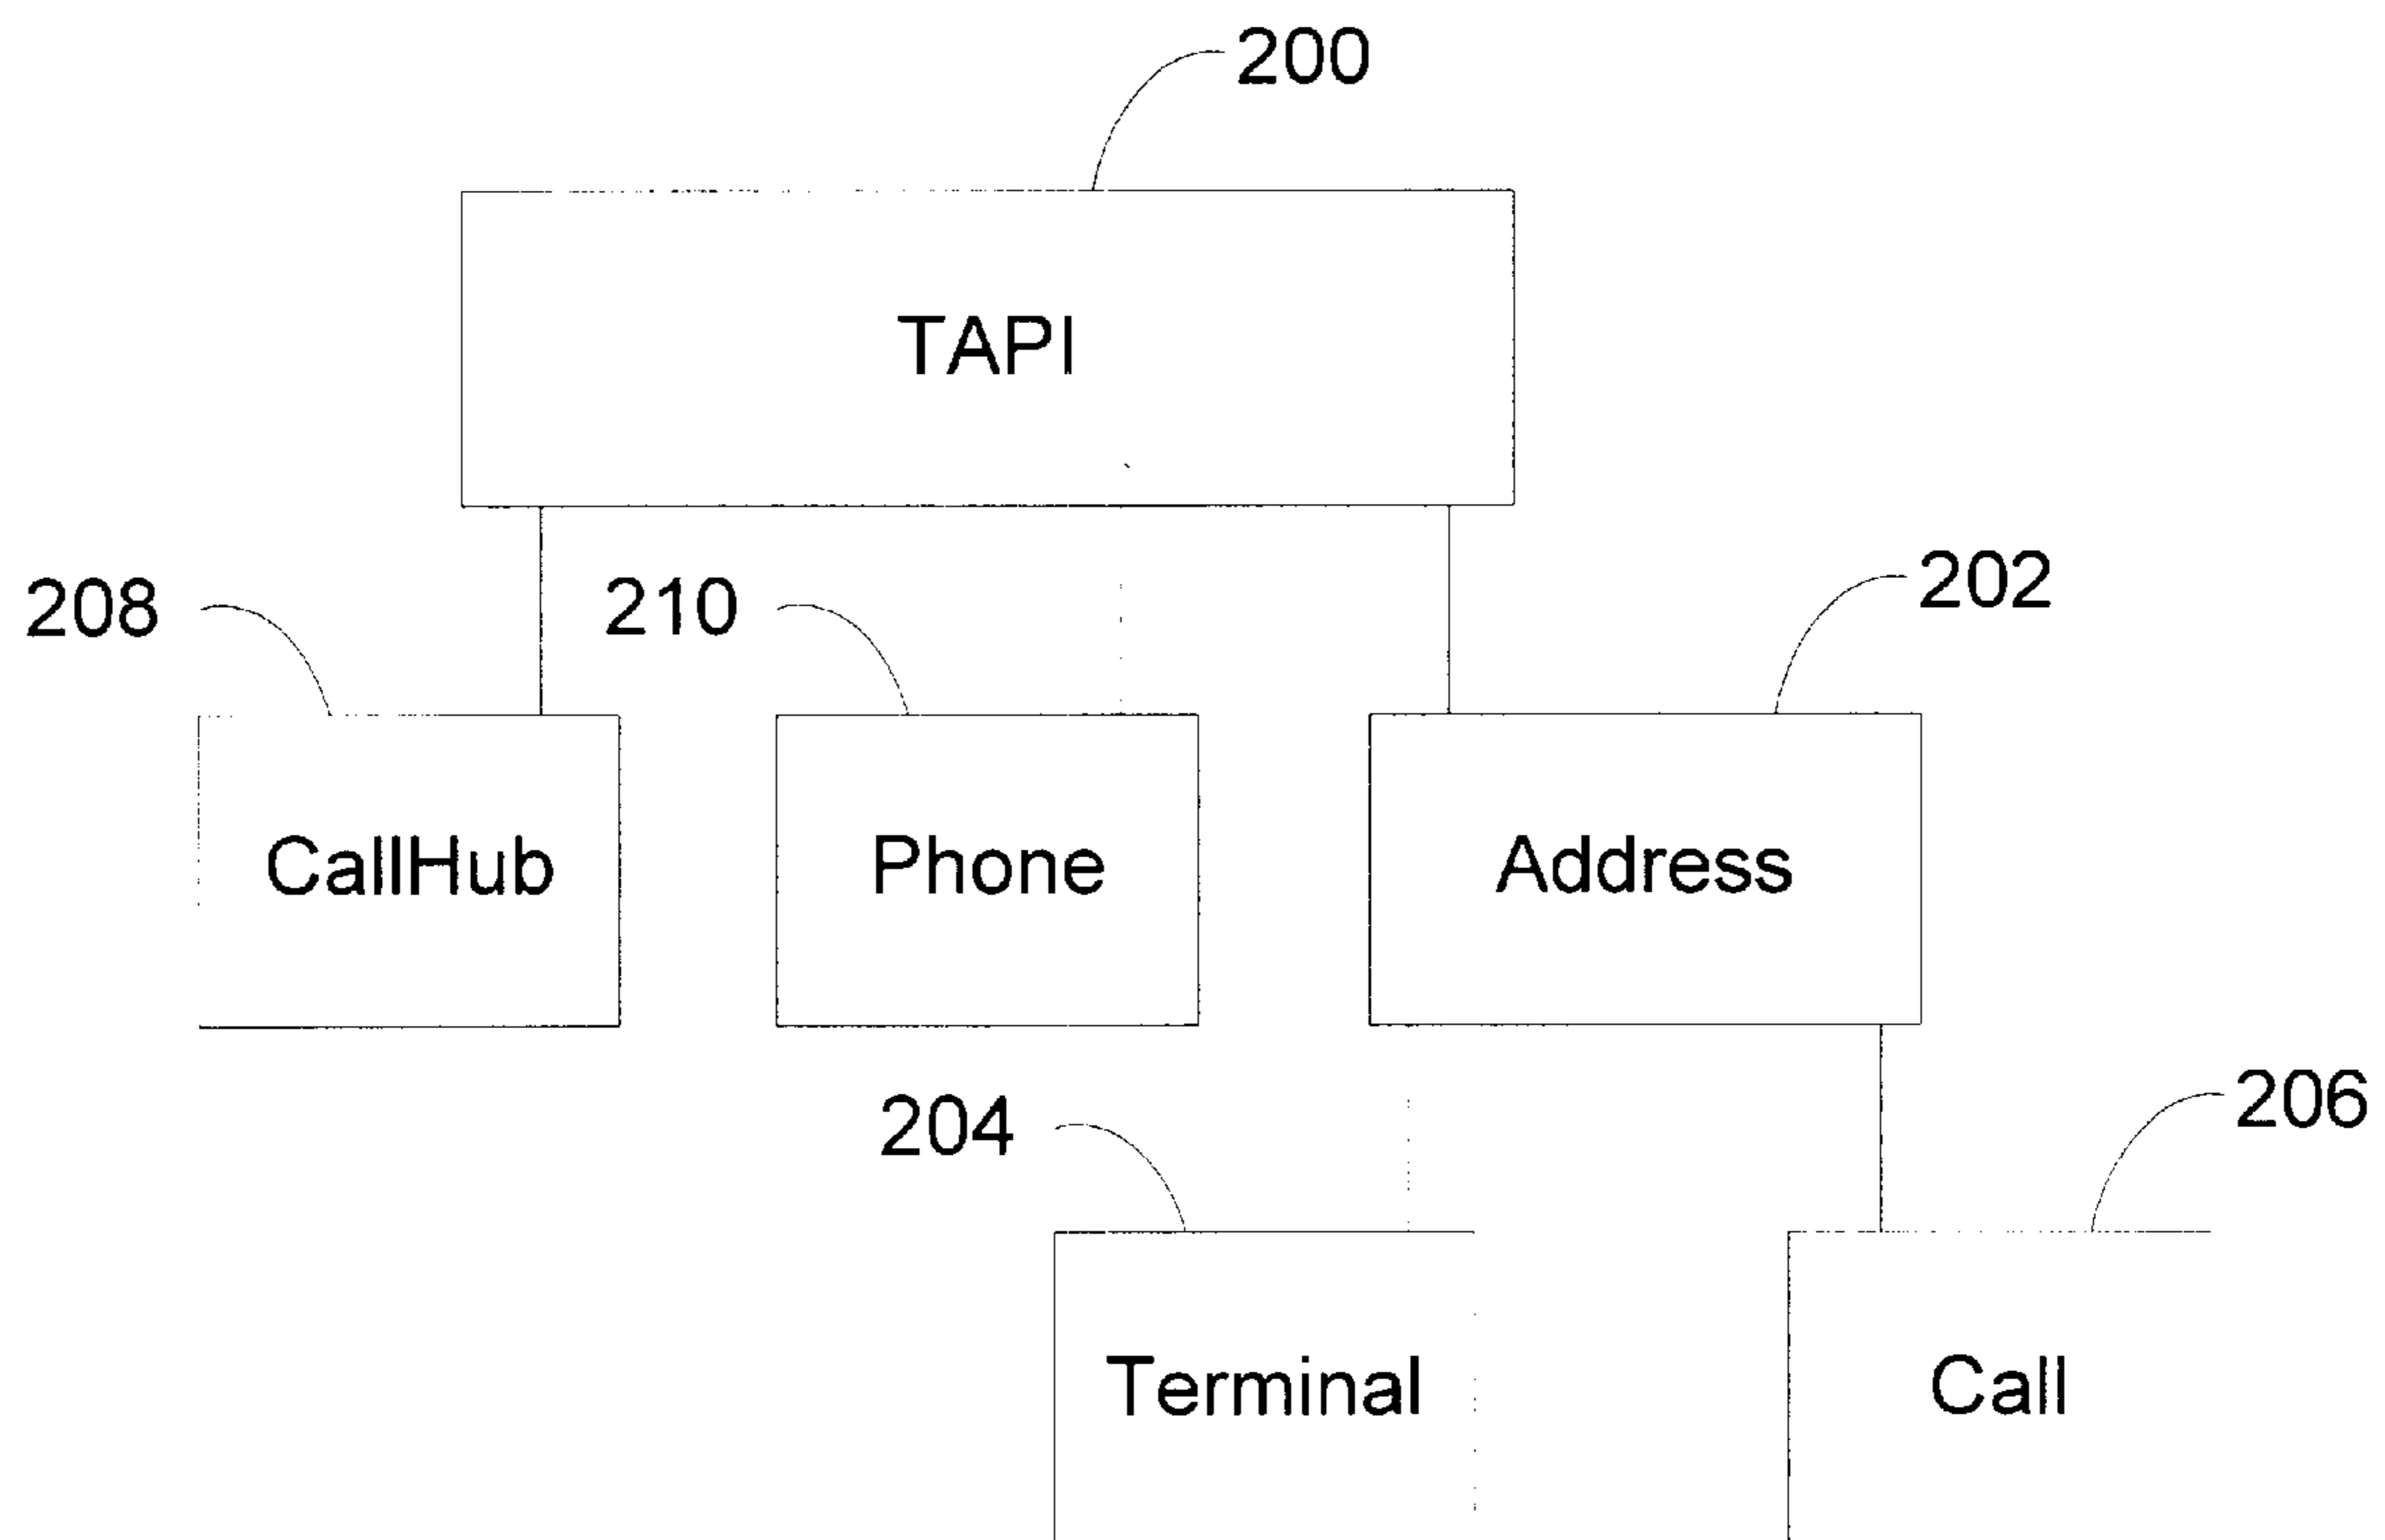 200
TAPI
208
210
202
CallHub
Phone
Address
204
206
Terminal
Call